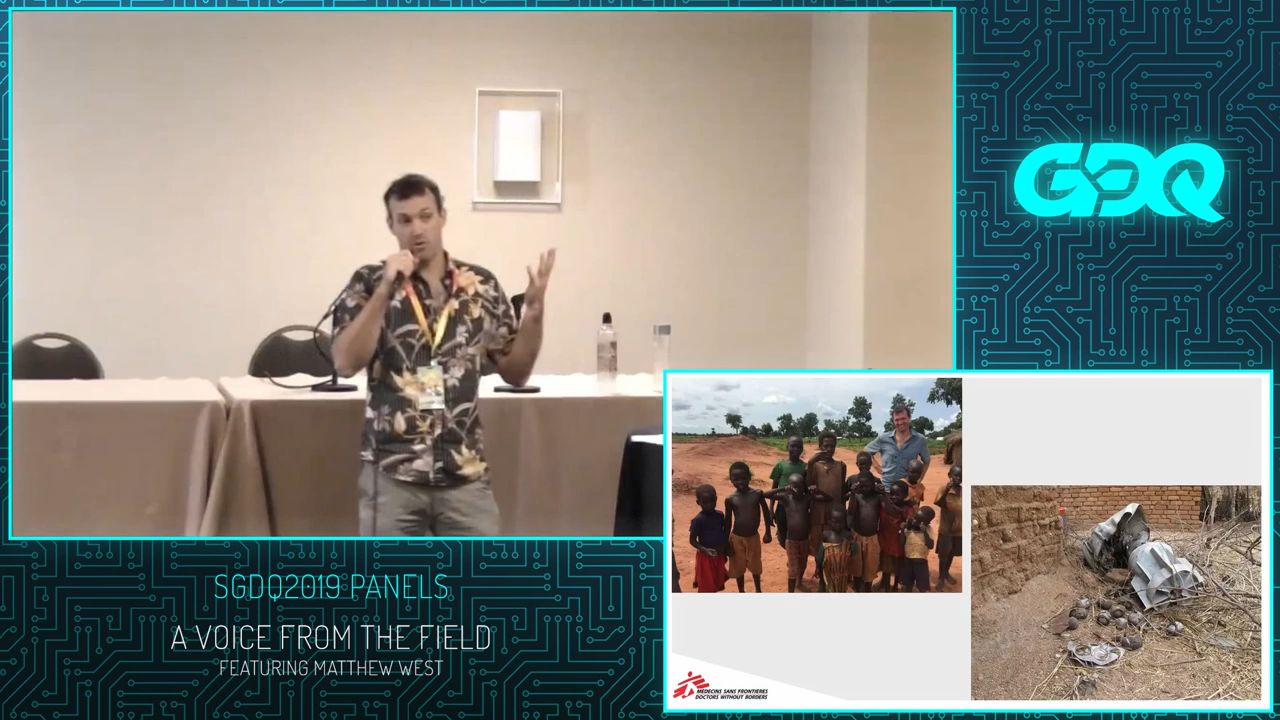 GDQ
SGDQ2019 PANELS
A VOICE FROM THE FIELD
FEATURING MATTHEW WEST
MEDECINS SANS FRONTIERES
DOCTORS WITHOUT BORDERS